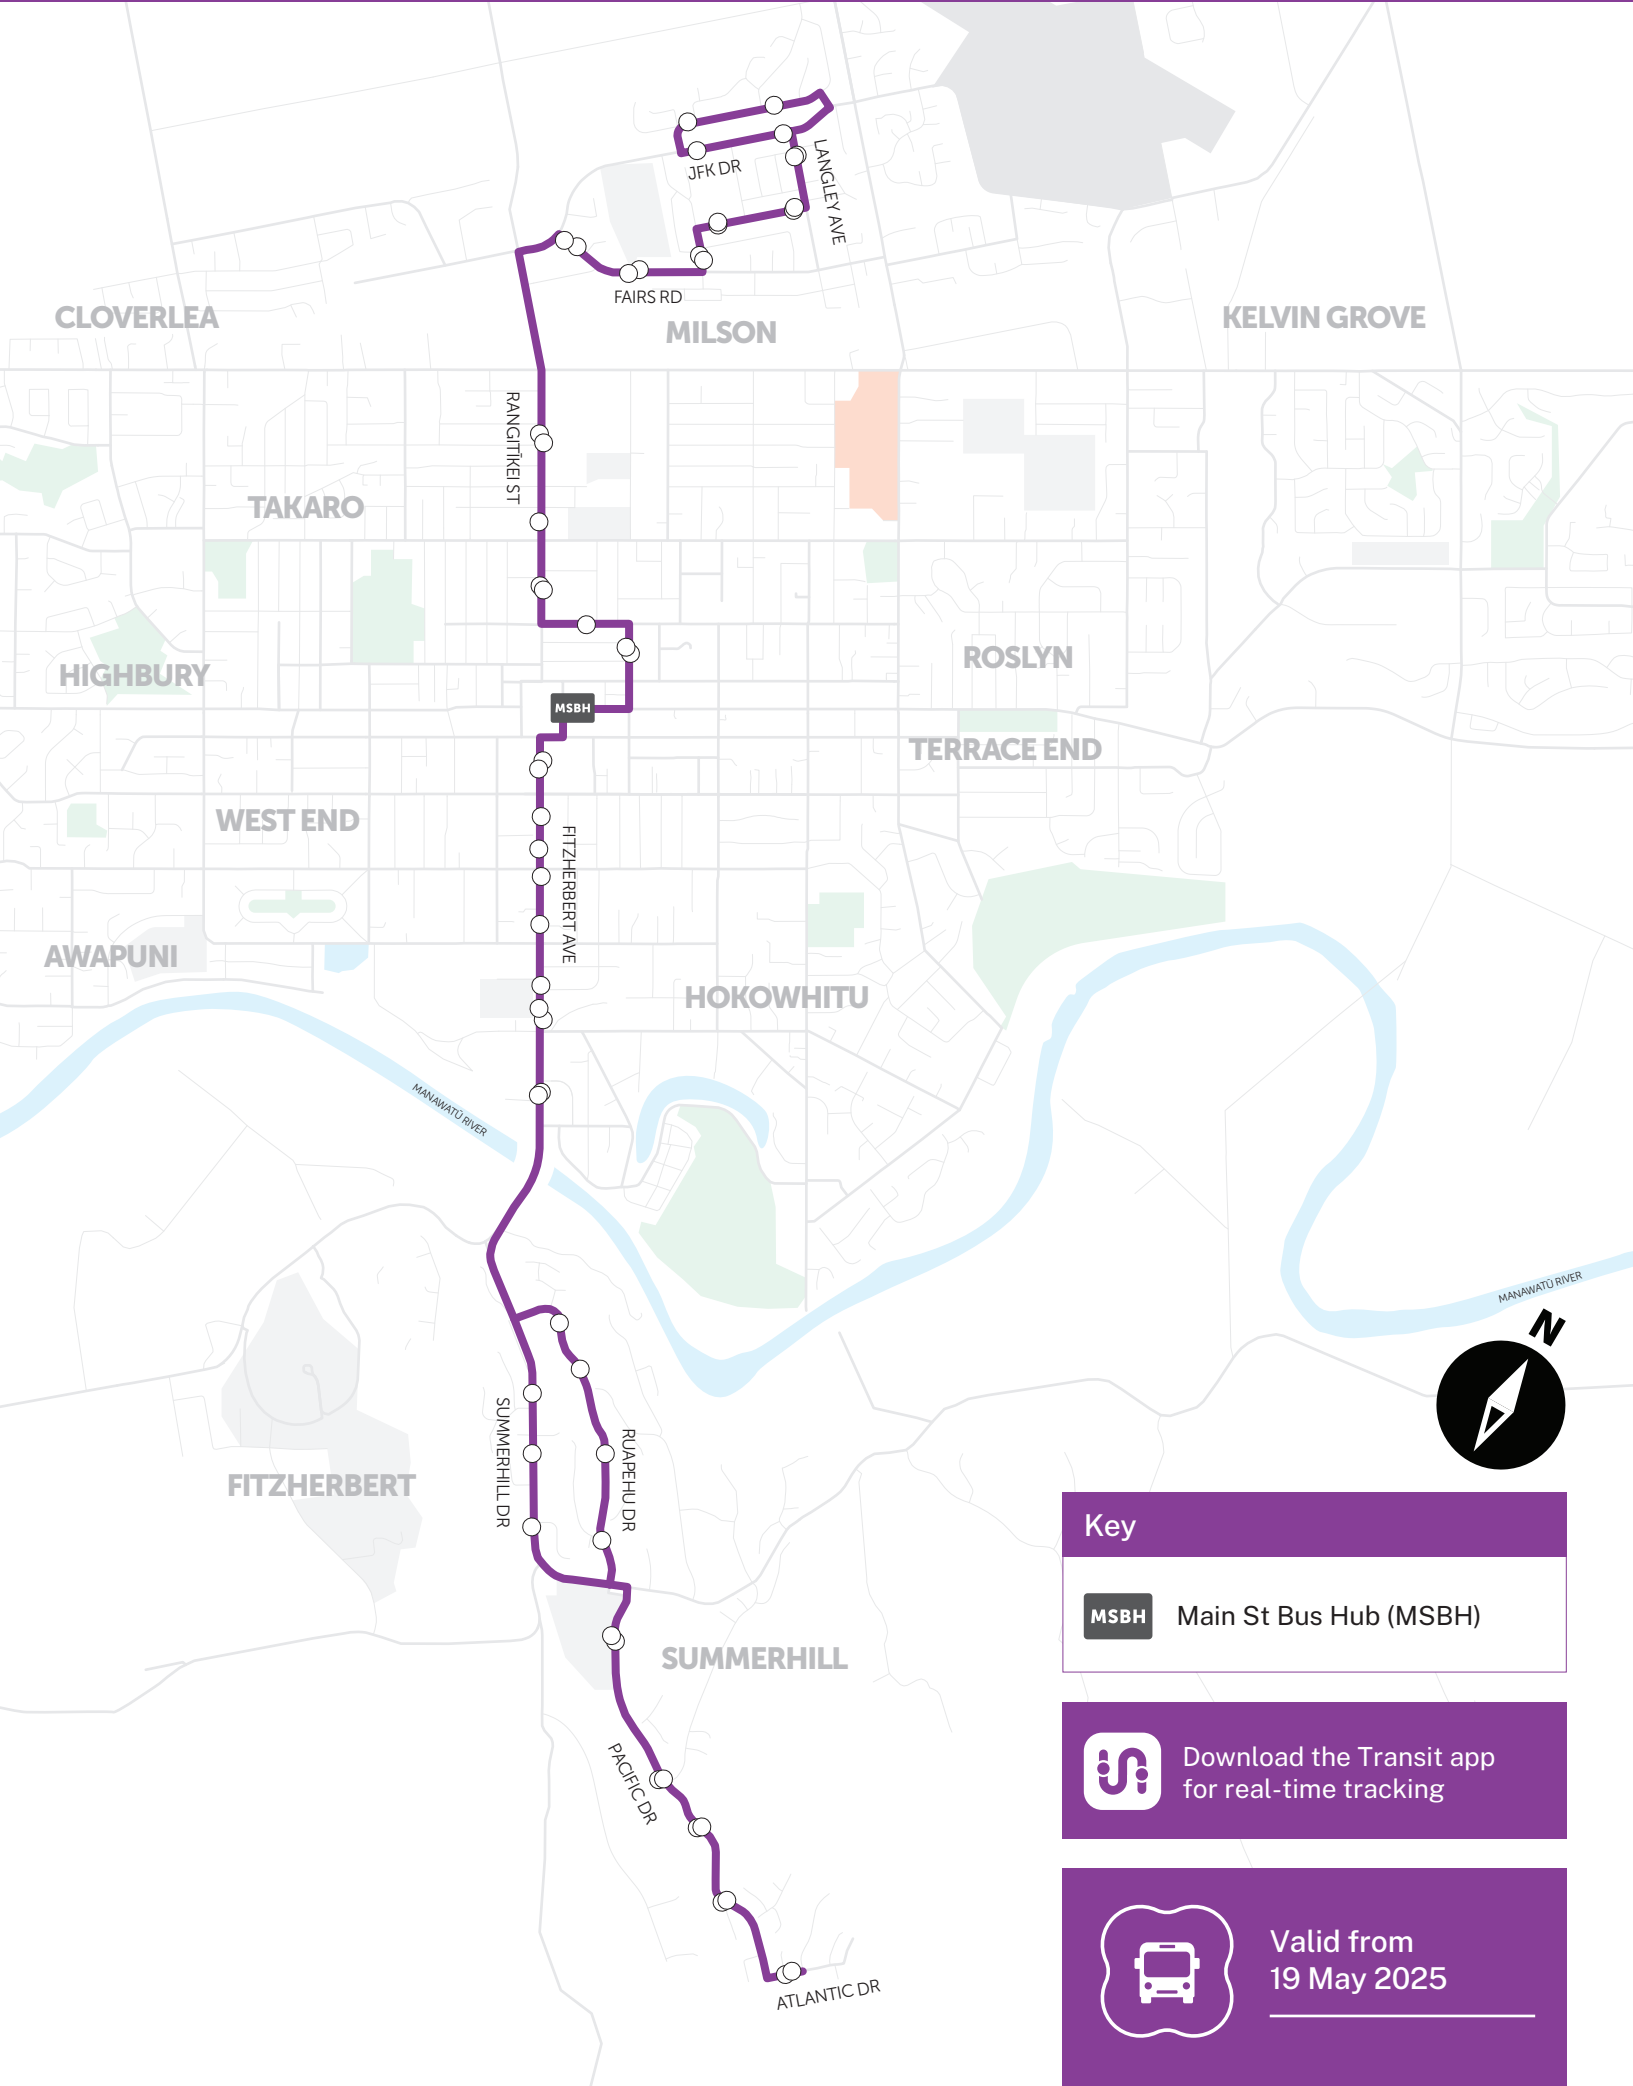 JFK DR
LANGLEY AVE
FAIRS RD
CLOVERLEA
MILSON
KELVIN GROVE
RANGITĪKEI ST
TAKARO
HIGHBURY
ROSLYN
MSBH
TERRACE END
WEST END
FITZHERBERT AVE
AWAPUNI
HOKOWHITU
MANAWATŪ RIVER
MANAWATŪ RIVER
N
SUMMERHILL DR
RUAPEHU DR
FITZHERBERT
SUMMERHILL
PACIFIC DR
ATLANTIC DR
Key
MSBH Main St Bus Hub (MSBH)
Download the Transit app
for real-time tracking
Valid from
19 May 2025